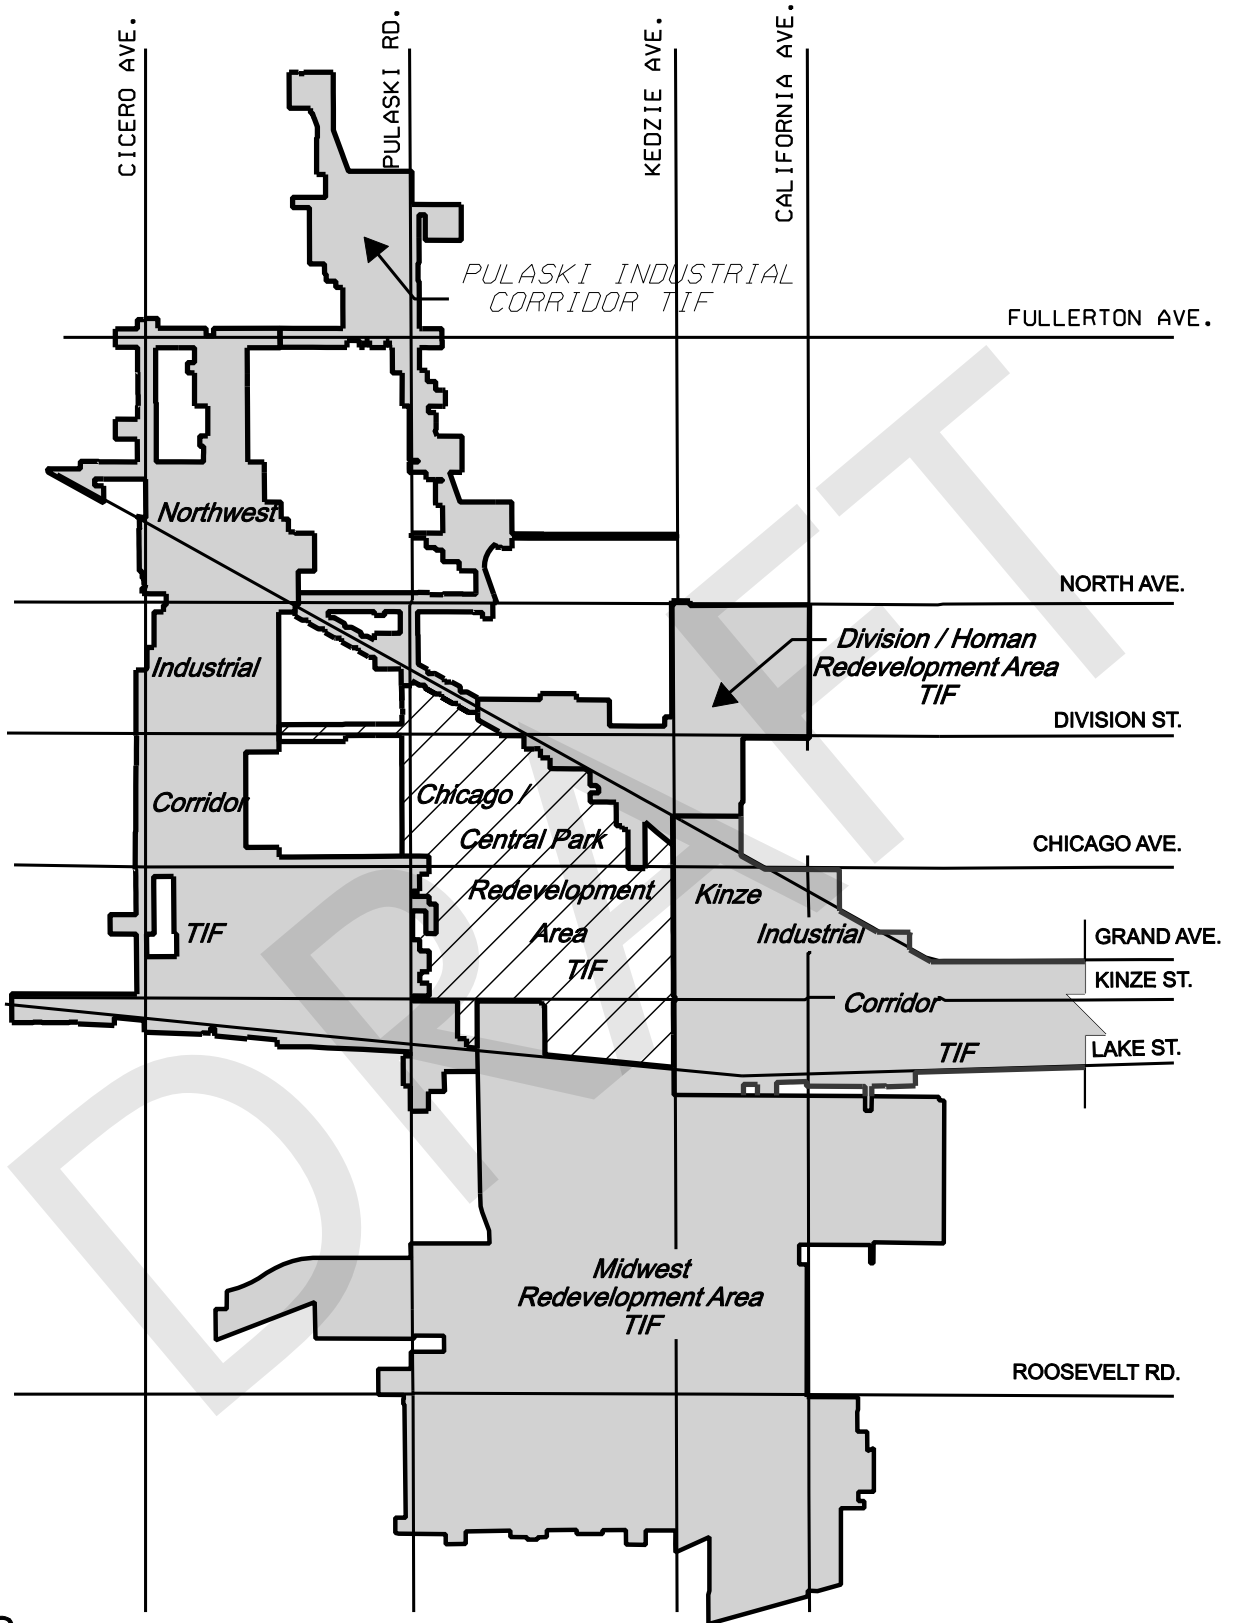 CICERO AVE.
PULASKI RD.
KEDZIE AVE.
CALIFORNIA AVE.
PULASKI INDUSTRIAL
CORRIDOR TIF
FULLERTON AVE.
Northwest
Industrial
Corridor
TIF
NORTH AVE.
Division / Homan
Redevelopment Area
TIF
DIVISION ST.
Chicago /
Central Park
Redevelopment
Area
TIF
CHICAGO AVE.
Kinze
Industrial
Corridor
TIF
GRAND AVE.
KINZE ST.
LAKE ST.
Midwest
Redevelopment Area
TIF
ROOSEVELT RD.
DRAFT